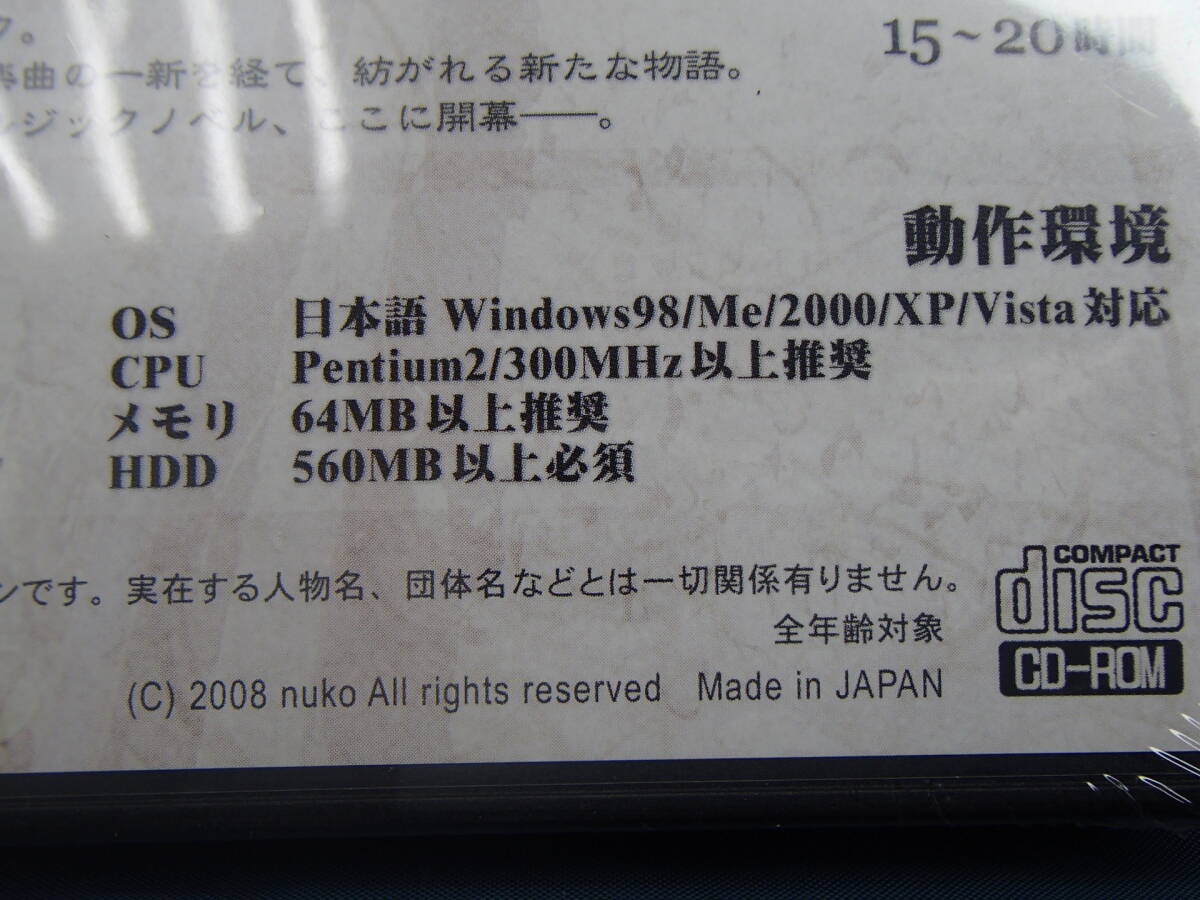 ク。
15～20時間
曲の一新を経て、紡がれる新たな物語。
ジックノベル、ここに開幕――。
動作環境
OS 日本語 Windows98/Me/2000/XP/Vista対応
CPU Pentium2/300MHz以上推奨
メモリ 64MB以上推奨
HDD 560MB以上必須
ンです。実在する人物名、団体名などとは一切関係有りません。
全年齢対象
(C) 2008 nuko All rights reserved Made in JAPAN
COMPACT
disc
CD-ROM